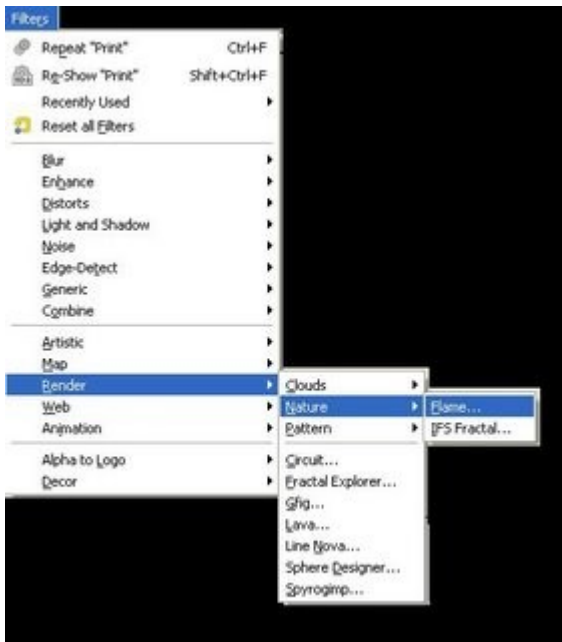 Filters
Repeat "Print" Ctrl+F
Re-Show "Print" Shift+Ctrl+F
Recently Used
Reset all Filters
Blur
Enhance
Distorts
Light and Shadow
Noise
Edge-Detect
Generic
Combine
Artistic
Map
Render
Web
Animation
Alpha to Logo
Decor
Clouds
Nature
Pattern
Circuit...
Fractal Explorer...
Gfig...
Lava...
Line Nova...
Sphere Designer...
Spyrogimp...
Flame...
IFS Fractal...